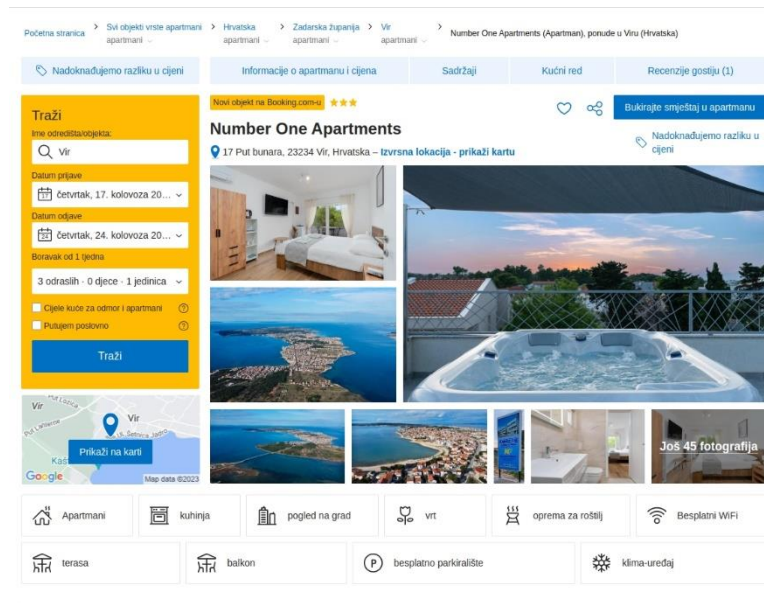 Početna stranica > Svi objekti vrste apartmani > Hrvatska > Zadarska županija > Vir > Number One Apartments (Apartman), ponude u Viru (Hrvatska)
apartmani apartmani apartmani apartmani
Nadoknađujemo razliku u cijeni
Informacije o apartmanu i cijena
Sadržaji
Kućni red
Recenzije gostiju (1)
Traži
Ime odredišta/objekta:
Vir
Datum prijave
17
četvrtak, 17. kolovoza 20...
Datum odjave
24
četvrtak, 24. kolovoza 20...
Boravak od 1 tjedna
3 odraslih · 0 djece · 1 jedinica
Cijele kuće za odmor i apartmani
Putujem poslovno
Traži
Novi objekt na Booking.com-u
Number One Apartments
17 Put bunara, 23234 Vir, Hrvatska – Izvrsna lokacija - prikaži kartu
Bukirajte smještaj u apartmanu
Nadoknađujemo razliku u
cijeni
Vir
Put Lozica
Vir
Prikaži na karti
Google
Map data ©2023
Još 45 fotografija
Apartmani
kuhinja
pogled na grad
vrt
oprema za roštilj
Besplatni WiFi
terasa
balkon
P
besplatno parkiralište
klima-uređaj